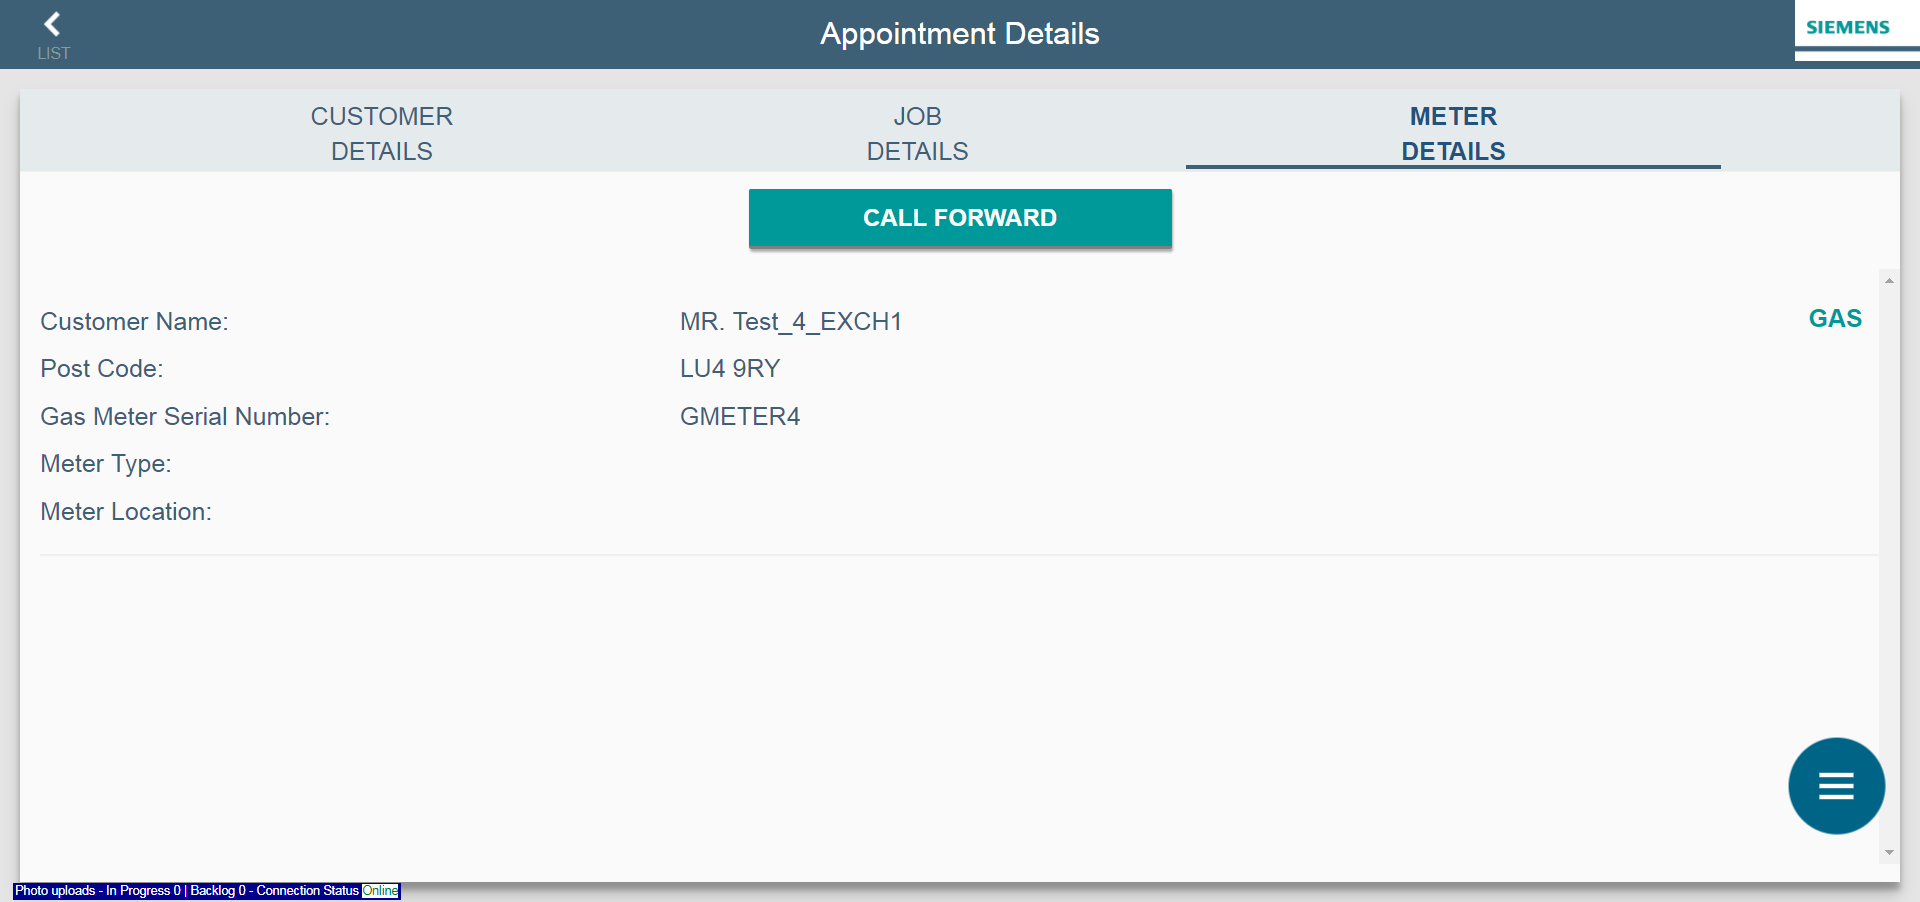 LIST
Appointment Details
SIEMENS
CUSTOMER
DETAILS
JOB
DETAILS
METER
DETAILS
CALL FORWARD
Customer Name: MR. Test_4_EXCH1
GAS
Post Code: LU4 9RY
Gas Meter Serial Number: GMETER4
Meter Type:
Meter Location:
Photo uploads - In Progress 0 | Backlog 0 - Connection Status Online